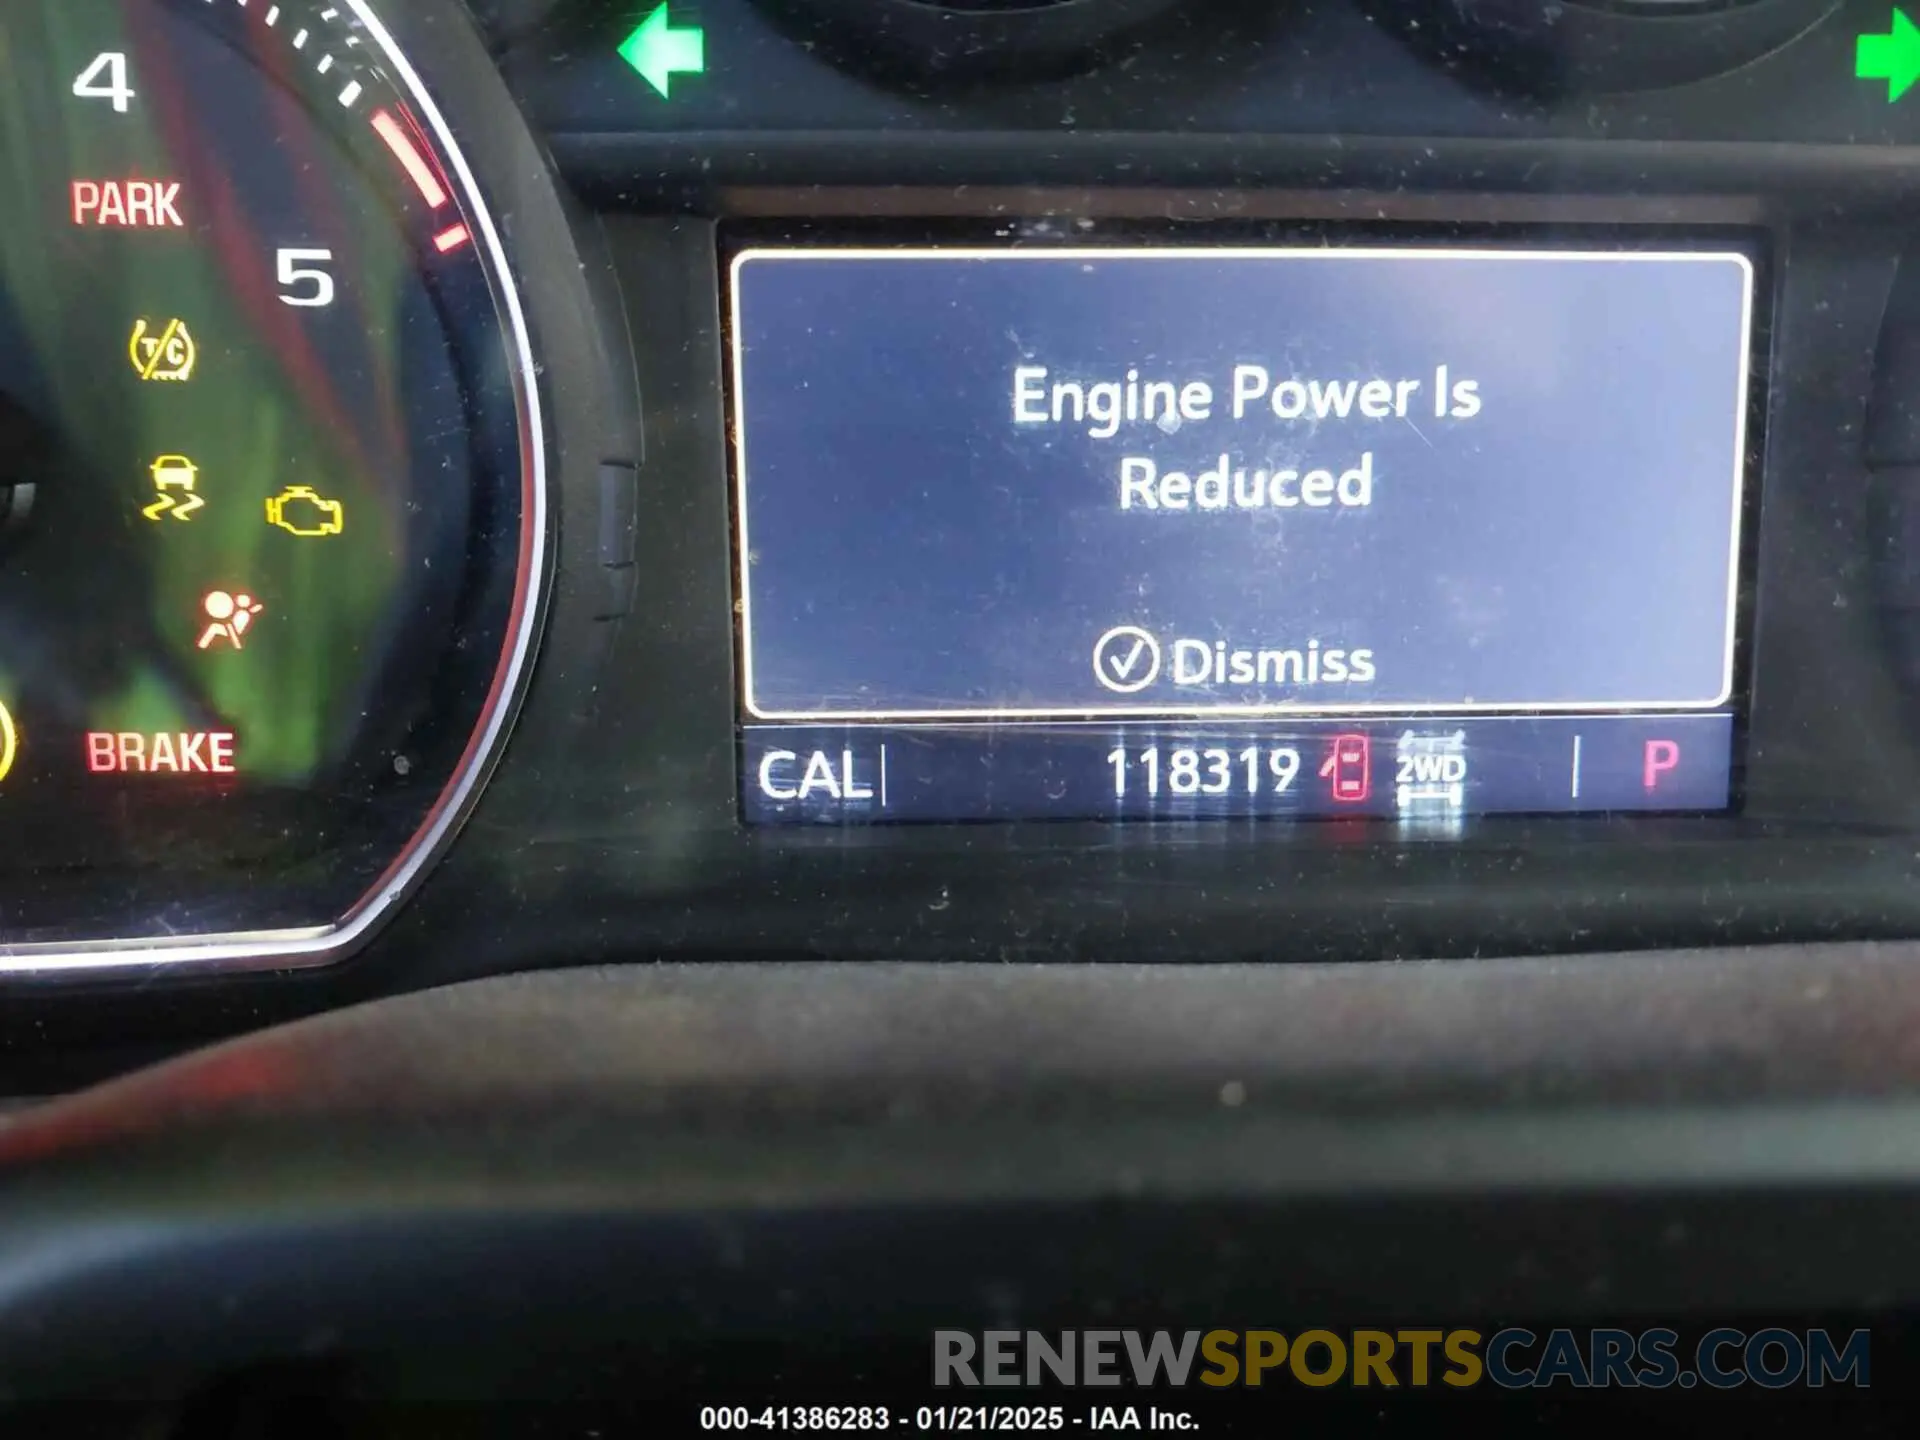 4
PARK
5
TC
BRAKE
Engine Power Is
Reduced
Dismiss
CAL 118319 2WD P
RENEWSPORTSCARS.COM
000-41386283 - 01/21/2025 - IAA Inc.